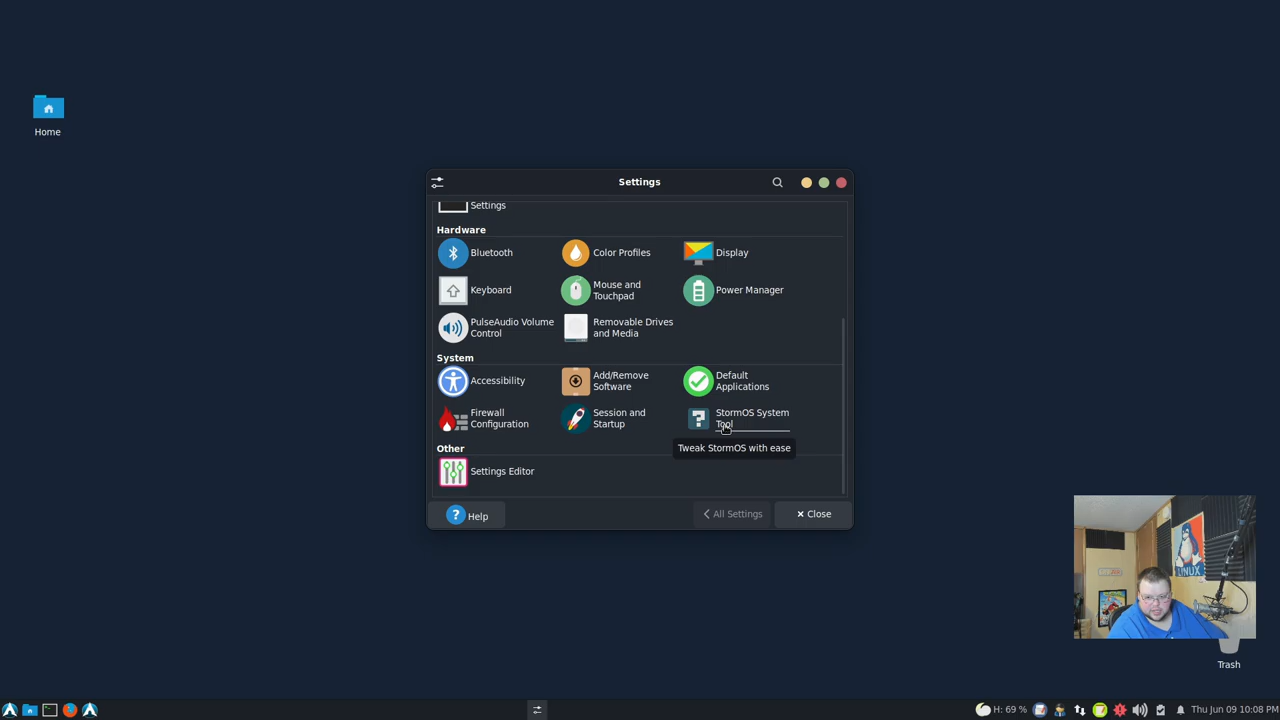 Home
Settings
Settings
Hardware
Bluetooth
Color Profiles
Display
Keyboard
Mouse and
Touchpad
Power Manager
PulseAudio Volume
Control
Removable Drives
and Media
System
Accessibility
Add/Remove
Software
Default
Applications
Firewall
Configuration
Session and
Startup
StormOS System
Tool
Tweak StormOS with ease
Other
Settings Editor
Help
All Settings
Close
LINUX
Trash
H: 69 %
Thu Jun 09 10:08 PM